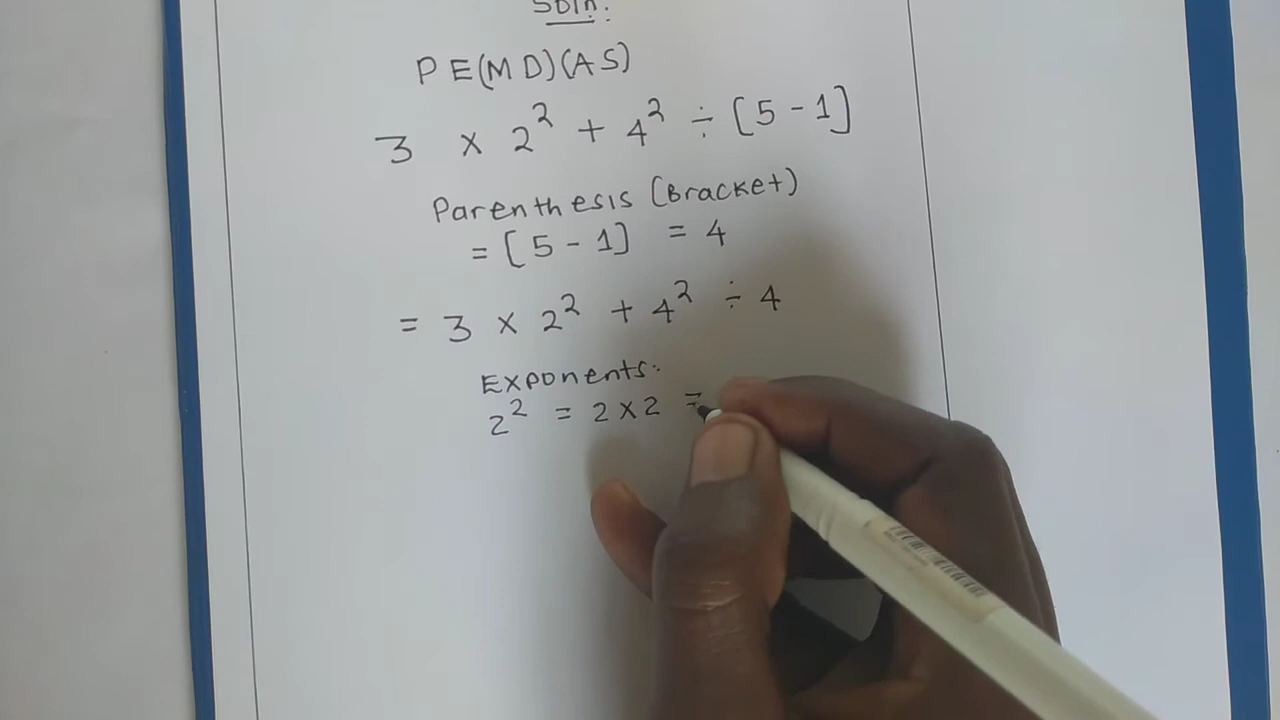 Soln:
PE(MD)(AS)
3 × 2² + 4² ÷ [5 - 1]
Parenthesis (Bracket)
= [5 - 1] = 4
= 3 × 2² + 4² ÷ 4
Exponents:
2² = 2 × 2 =